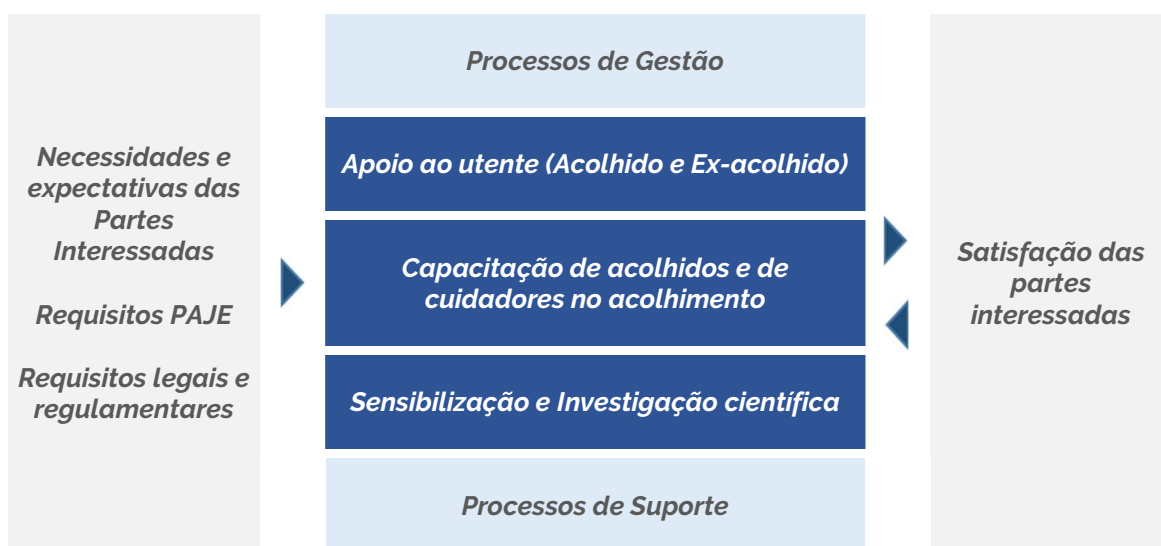 Necessidades e
expectativas das
Partes
Interessadas
Requisitos PAJE
Requisitos legais e
regulamentares
Processos de Gestão
Apoio ao utente (Acolhido e Ex-acolhido)
Capacitação de acolhidos e de
cuidadores no acolhimento
Sensibilização e Investigação científica
Processos de Suporte
Satisfação das
partes
interessadas